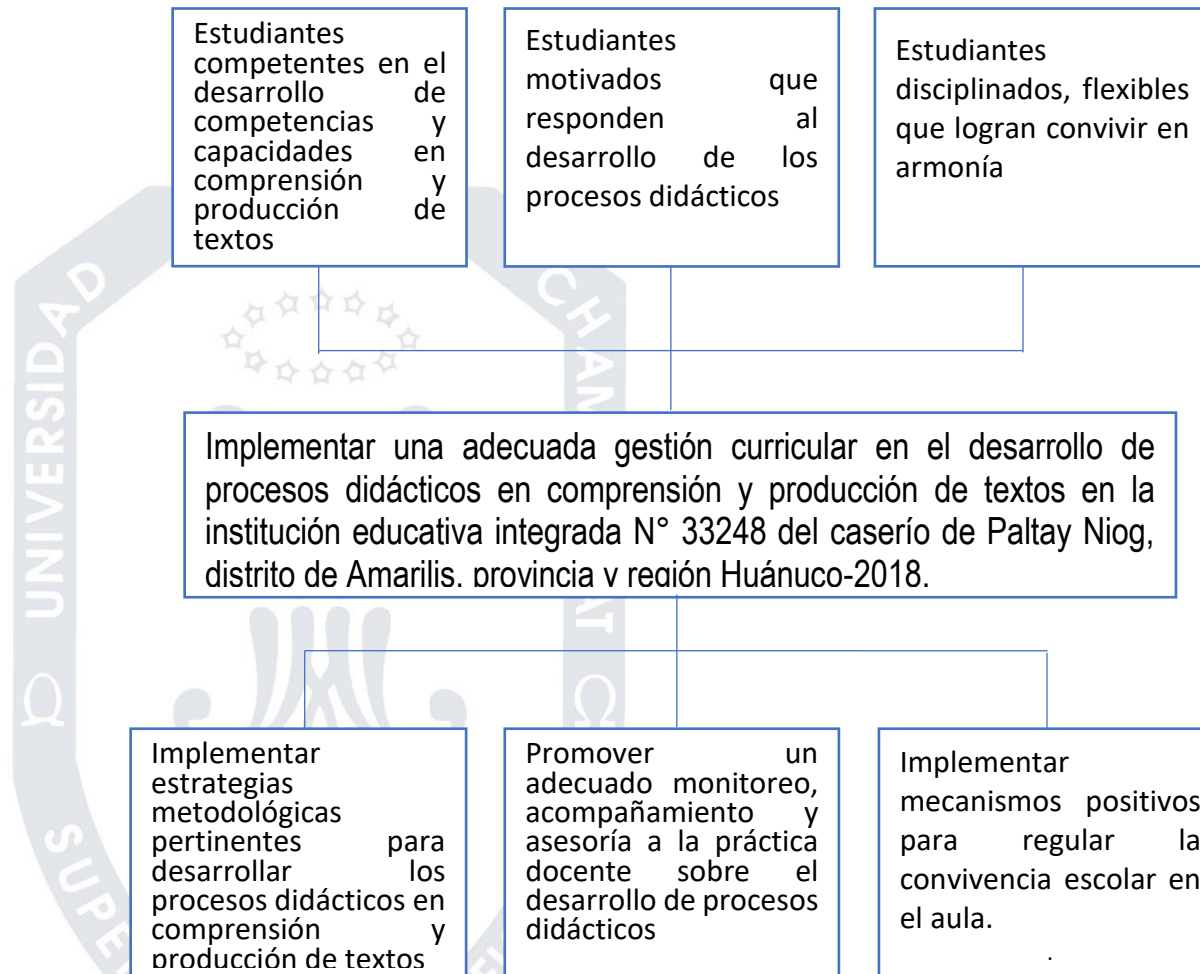 Estudiantes
competentes en el
desarrollo de
competencias y
capacidades en
comprensión y
producción de
textos
Estudiantes
motivados que
responden al
desarrollo de los
procesos didácticos
Estudiantes
disciplinados, flexibles
que logran convivir en
armonía
Implementar una adecuada gestión curricular en el desarrollo de
procesos didácticos en comprensión y producción de textos en la
institución educativa integrada N° 33248 del caserío de Paltay Niog,
distrito de Amarilis, provincia y región Huánuco-2018.
Implementar
estrategias
metodológicas
pertinentes para
desarrollar los
procesos didácticos en
comprensión y
producción de textos
Promover un
adecuado monitoreo,
acompañamiento y
asesoría a la práctica
docente sobre el
desarrollo de procesos
didácticos
Implementar
mecanismos positivos
para regular la
convivencia escolar en
el aula.
.
UNIVERSIDAD